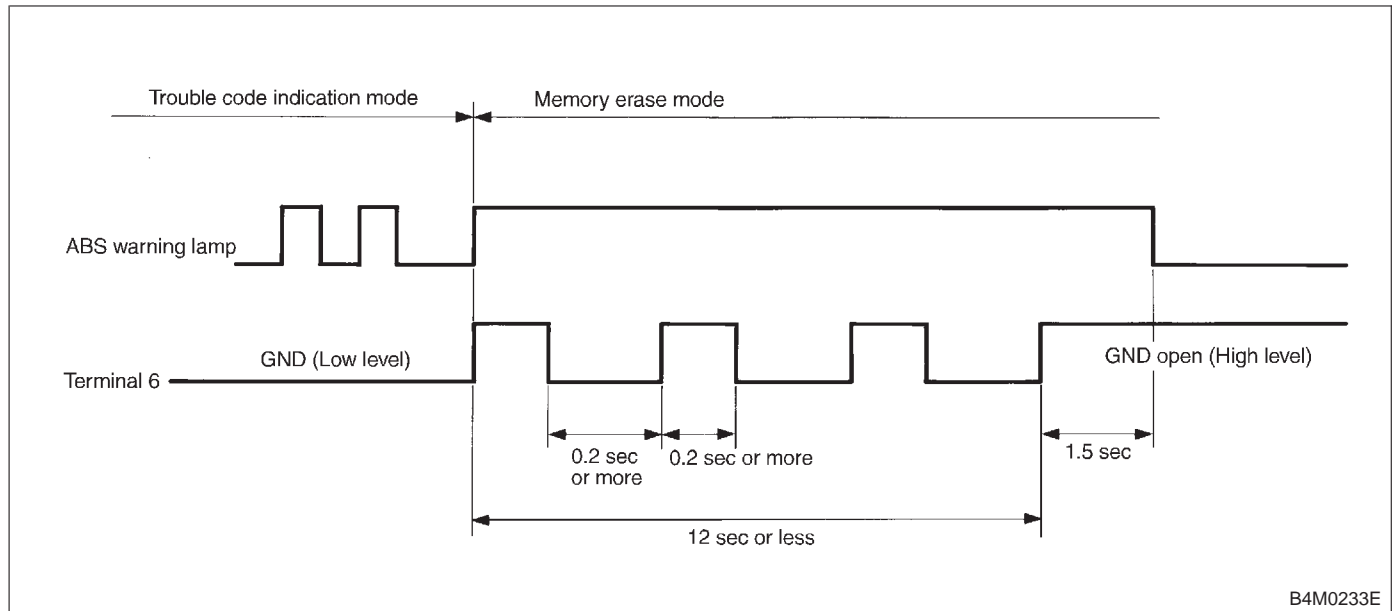 Trouble code indication mode
Memory erase mode
ABS warning lamp
GND (Low level)
GND open (High level)
Terminal 6
0.2 sec
or more
0.2 sec or more
1.5 sec
12 sec or less
B4M0233E